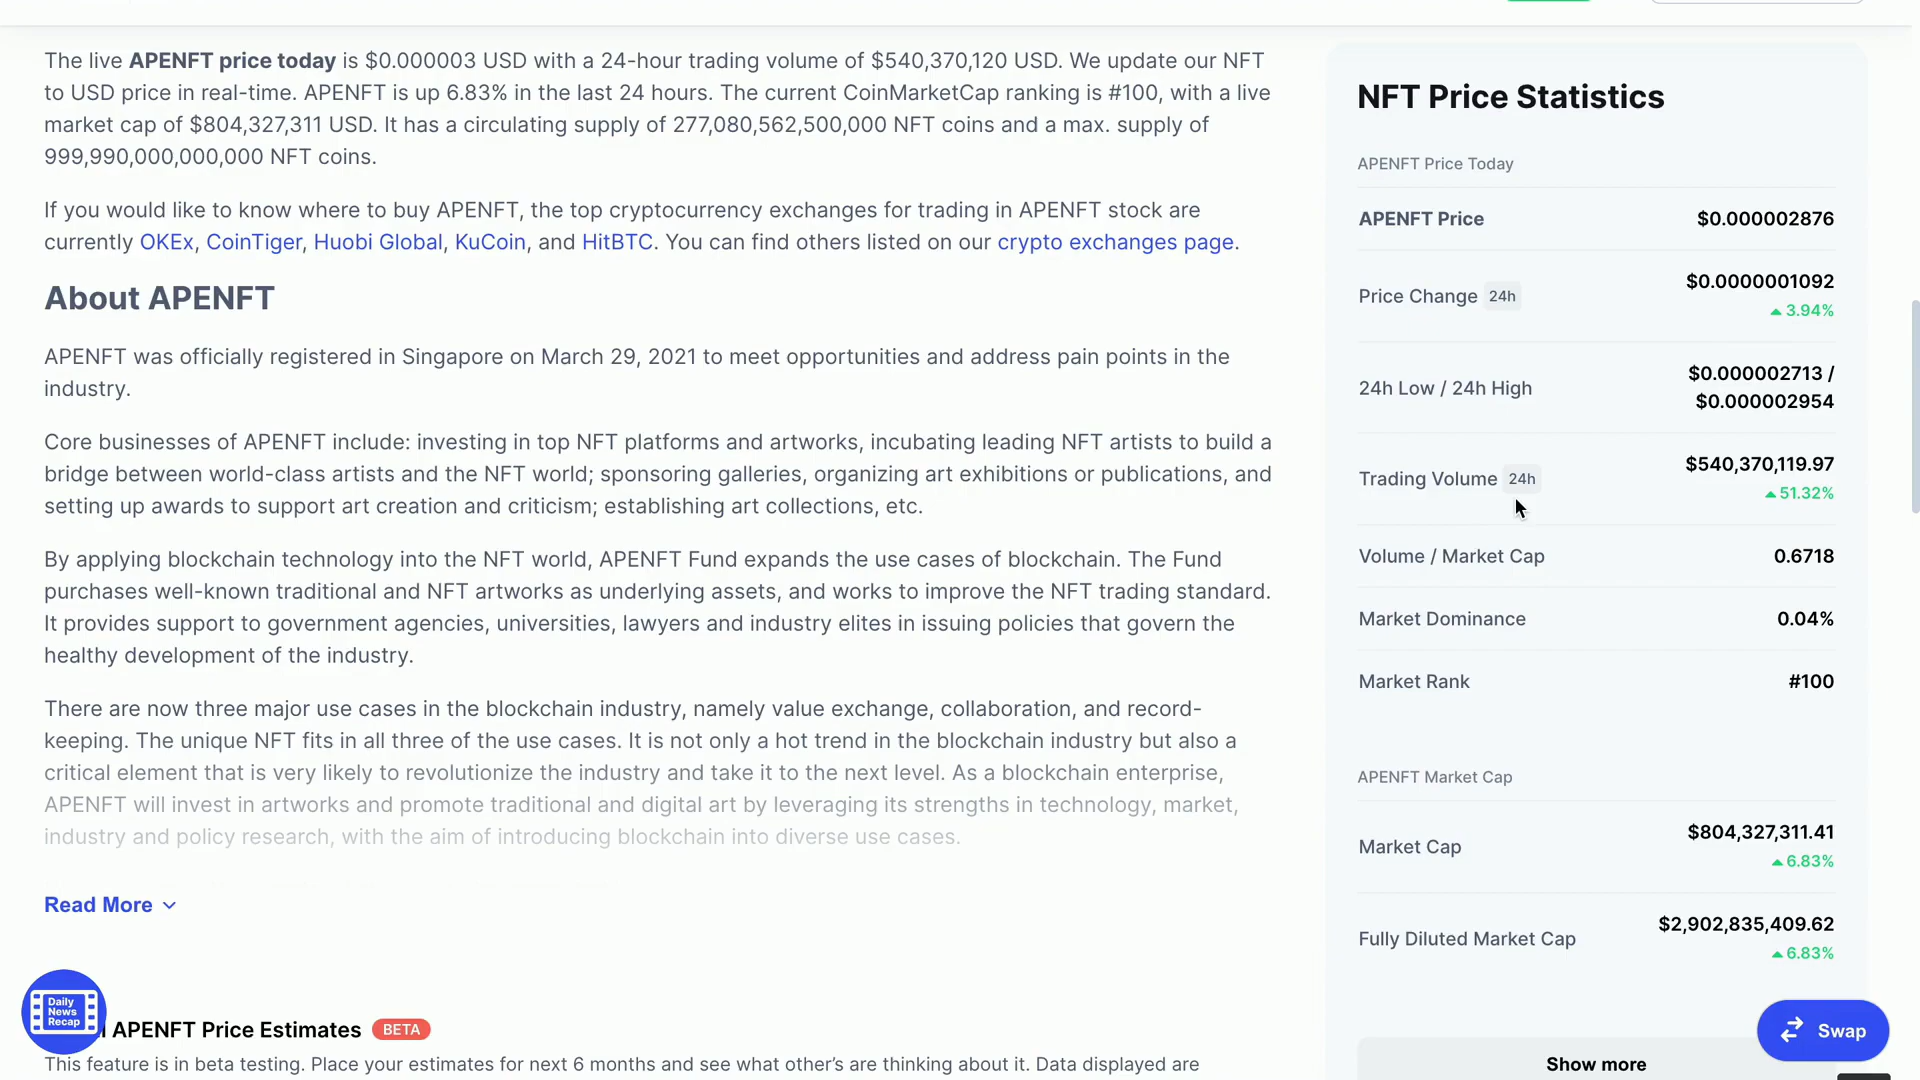 The live APENFT price today is $0.000003 USD with a 24-hour trading volume of $540,370,120 USD. We update our NFT
to USD price in real-time. APENFT is up 6.83% in the last 24 hours. The current CoinMarketCap ranking is #100, with a live
market cap of $804,327,311 USD. It has a circulating supply of 277,080,562,500,000 NFT coins and a max. supply of
999,990,000,000,000 NFT coins.
If you would like to know where to buy APENFT, the top cryptocurrency exchanges for trading in APENFT stock are
currently OKEx, CoinTiger, Huobi Global, KuCoin, and HitBTC. You can find others listed on our crypto exchanges page.
About APENFT
APENFT was officially registered in Singapore on March 29, 2021 to meet opportunities and address pain points in the
industry.
Core businesses of APENFT include: investing in top NFT platforms and artworks, incubating leading NFT artists to build a
bridge between world-class artists and the NFT world; sponsoring galleries, organizing art exhibitions or publications, and
setting up awards to support art creation and criticism; establishing art collections, etc.
By applying blockchain technology into the NFT world, APENFT Fund expands the use cases of blockchain. The Fund
purchases well-known traditional and NFT artworks as underlying assets, and works to improve the NFT trading standard.
It provides support to government agencies, universities, lawyers and industry elites in issuing policies that govern the
healthy development of the industry.
There are now three major use cases in the blockchain industry, namely value exchange, collaboration, and record-
keeping. The unique NFT fits in all three of the use cases. It is not only a hot trend in the blockchain industry but also a
critical element that is very likely to revolutionize the industry and take it to the next level. As a blockchain enterprise,
APENFT will invest in artworks and promote traditional and digital art by leveraging its strengths in technology, market,
industry and policy research, with the aim of introducing blockchain into diverse use cases.
Read More
Daily
News
Recap
APENFT Price Estimates BETA
This feature is in beta testing. Place your estimates for next 6 months and see what other's are thinking about it. Data displayed are
NFT Price Statistics
APENFT Price Today
APENFT Price $0.000002876
Price Change 24h $0.0000001092
3.94%
24h Low / 24h High $0.000002713 /
$0.000002954
Trading Volume 24h $540,370,119.97
51.32%
Volume / Market Cap 0.6718
Market Dominance 0.04%
Market Rank #100
APENFT Market Cap
Market Cap $804,327,311.41
6.83%
Fully Diluted Market Cap $2,902,835,409.62
6.83%
Swap
Show more